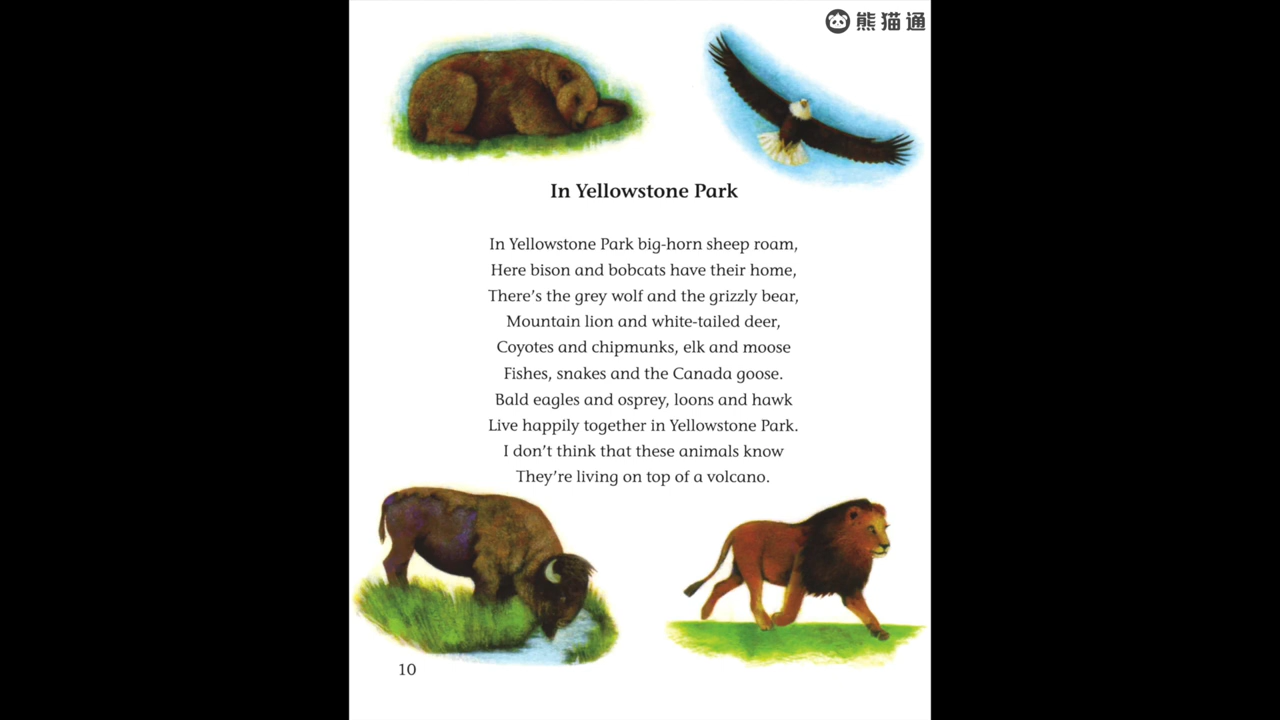 熊猫通
In Yellowstone Park
In Yellowstone Park big-horn sheep roam,
Here bison and bobcats have their home,
There's the grey wolf and the grizzly bear,
Mountain lion and white-tailed deer,
Coyotes and chipmunks, elk and moose
Fishes, snakes and the Canada goose.
Bald eagles and osprey, loons and hawk
Live happily together in Yellowstone Park.
I don't think that these animals know
They're living on top of a volcano.
10